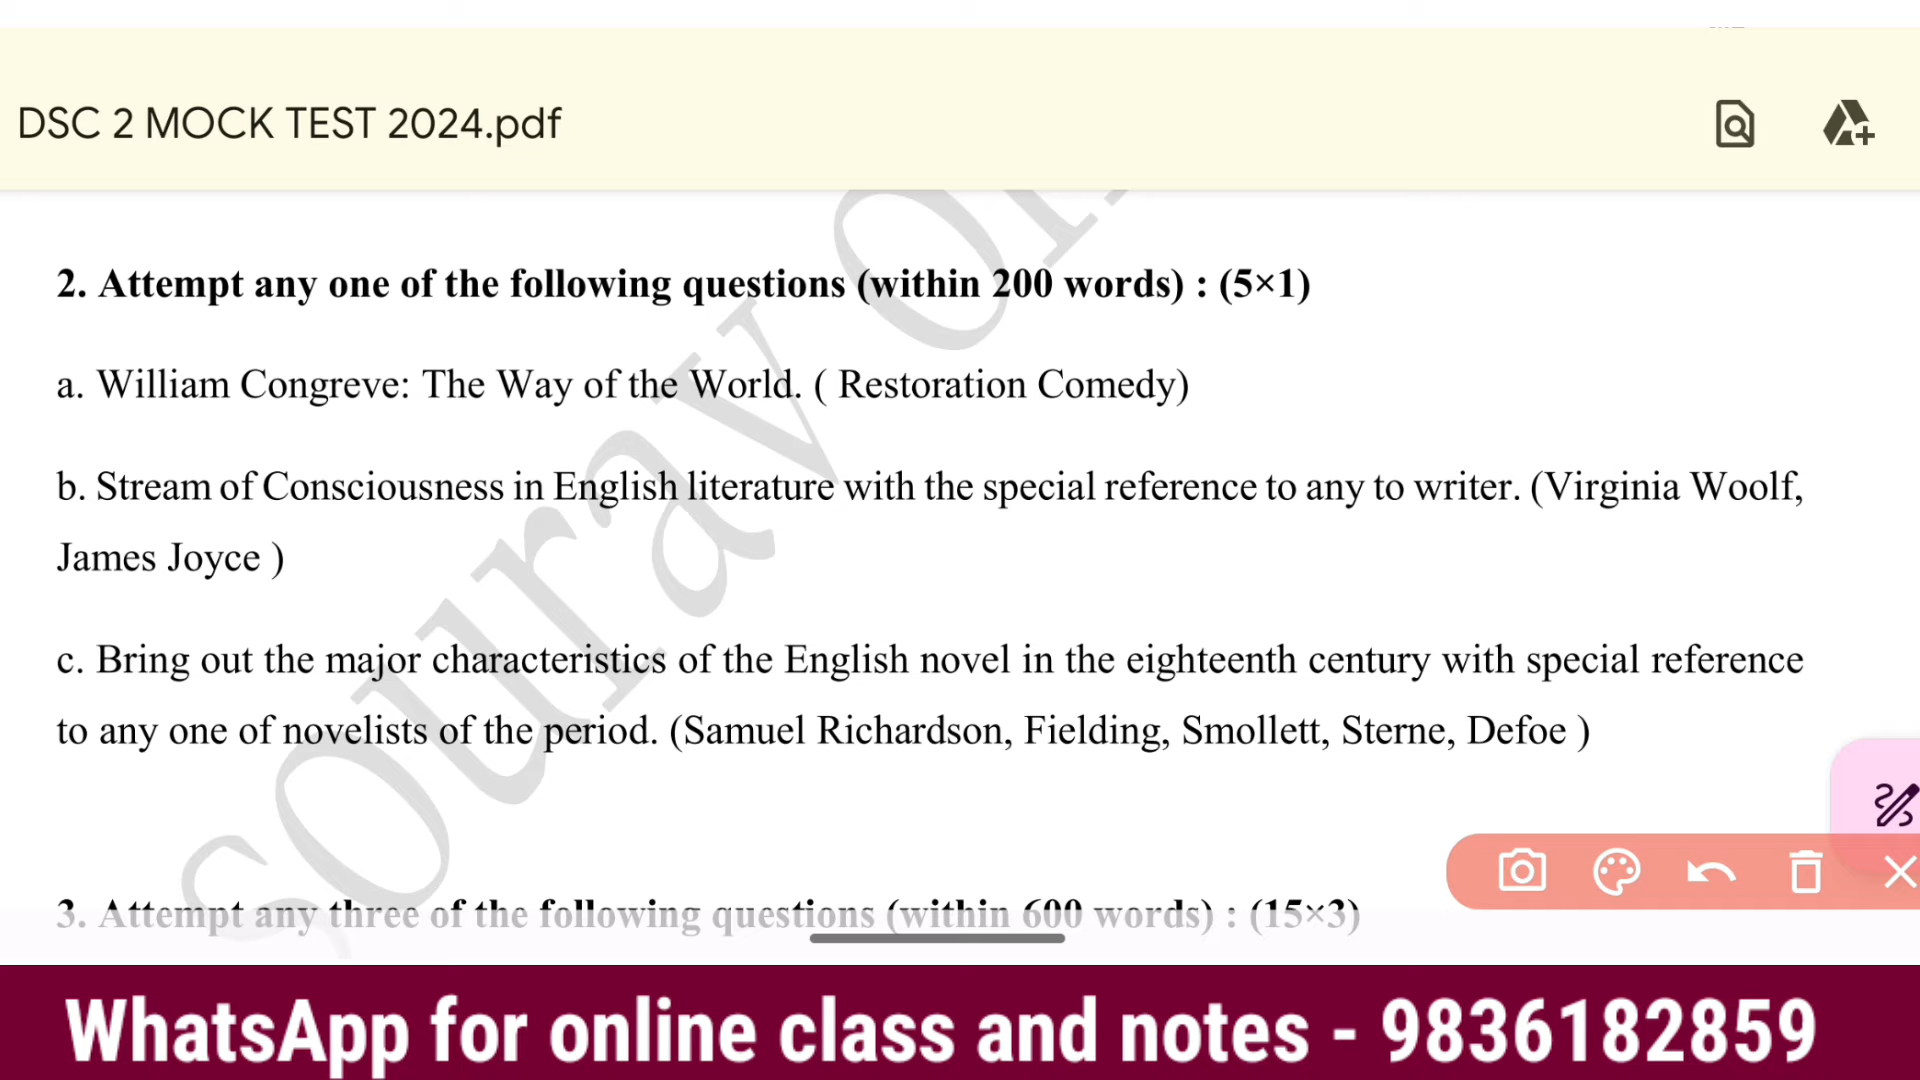 DSC 2 MOCK TEST 2024.pdf
2. Attempt any one of the following questions (within 200 words) : (5×1)
a. William Congreve: The Way of the World. ( Restoration Comedy)
b. Stream of Consciousness in English literature with the special reference to any to writer. (Virginia Woolf,
James Joyce )
c. Bring out the major characteristics of the English novel in the eighteenth century with special reference
to any one of novelists of the period. (Samuel Richardson, Fielding, Smollett, Sterne, Defoe )
3. Attempt any three of the following questions (within 600 words) : (15×3)
sourav
WhatsApp for online class and notes - 9836182859